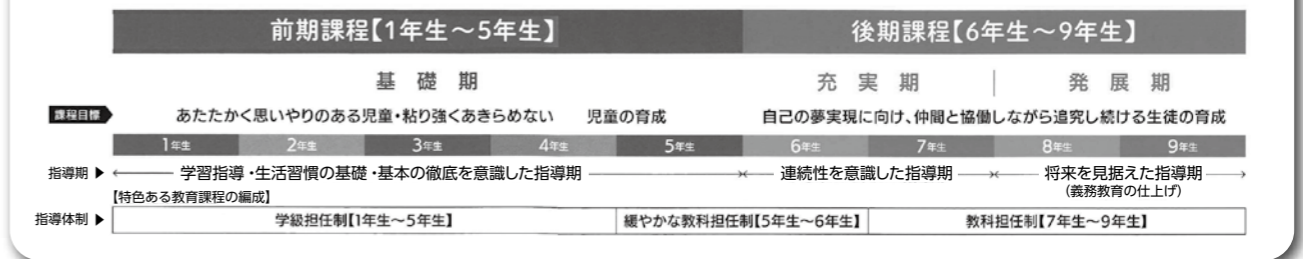 前期課程【1年生～5年生】 後期課程【6年生～9年生】
基礎期 充実期 発展期
課程目標 あたたかく思いやりのある児童・粘り強くあきらめない 児童の育成 自己の夢実現に向け、仲間と協働しながら追究し続ける生徒の育成
1年生 2年生 3年生 4年生 5年生 6年生 7年生 8年生 9年生
指導期 学習指導・生活習慣の基礎・基本の徹底を意識した指導期 連続性を意識した指導期 将来を見据えた指導期
(義務教育の仕上げ)
【特色ある教育課程の編成】
指導体制 学級担任制【1年生～5年生】 緩やかな教科担任制【5年生～6年生】 教科担任制【7年生～9年生】